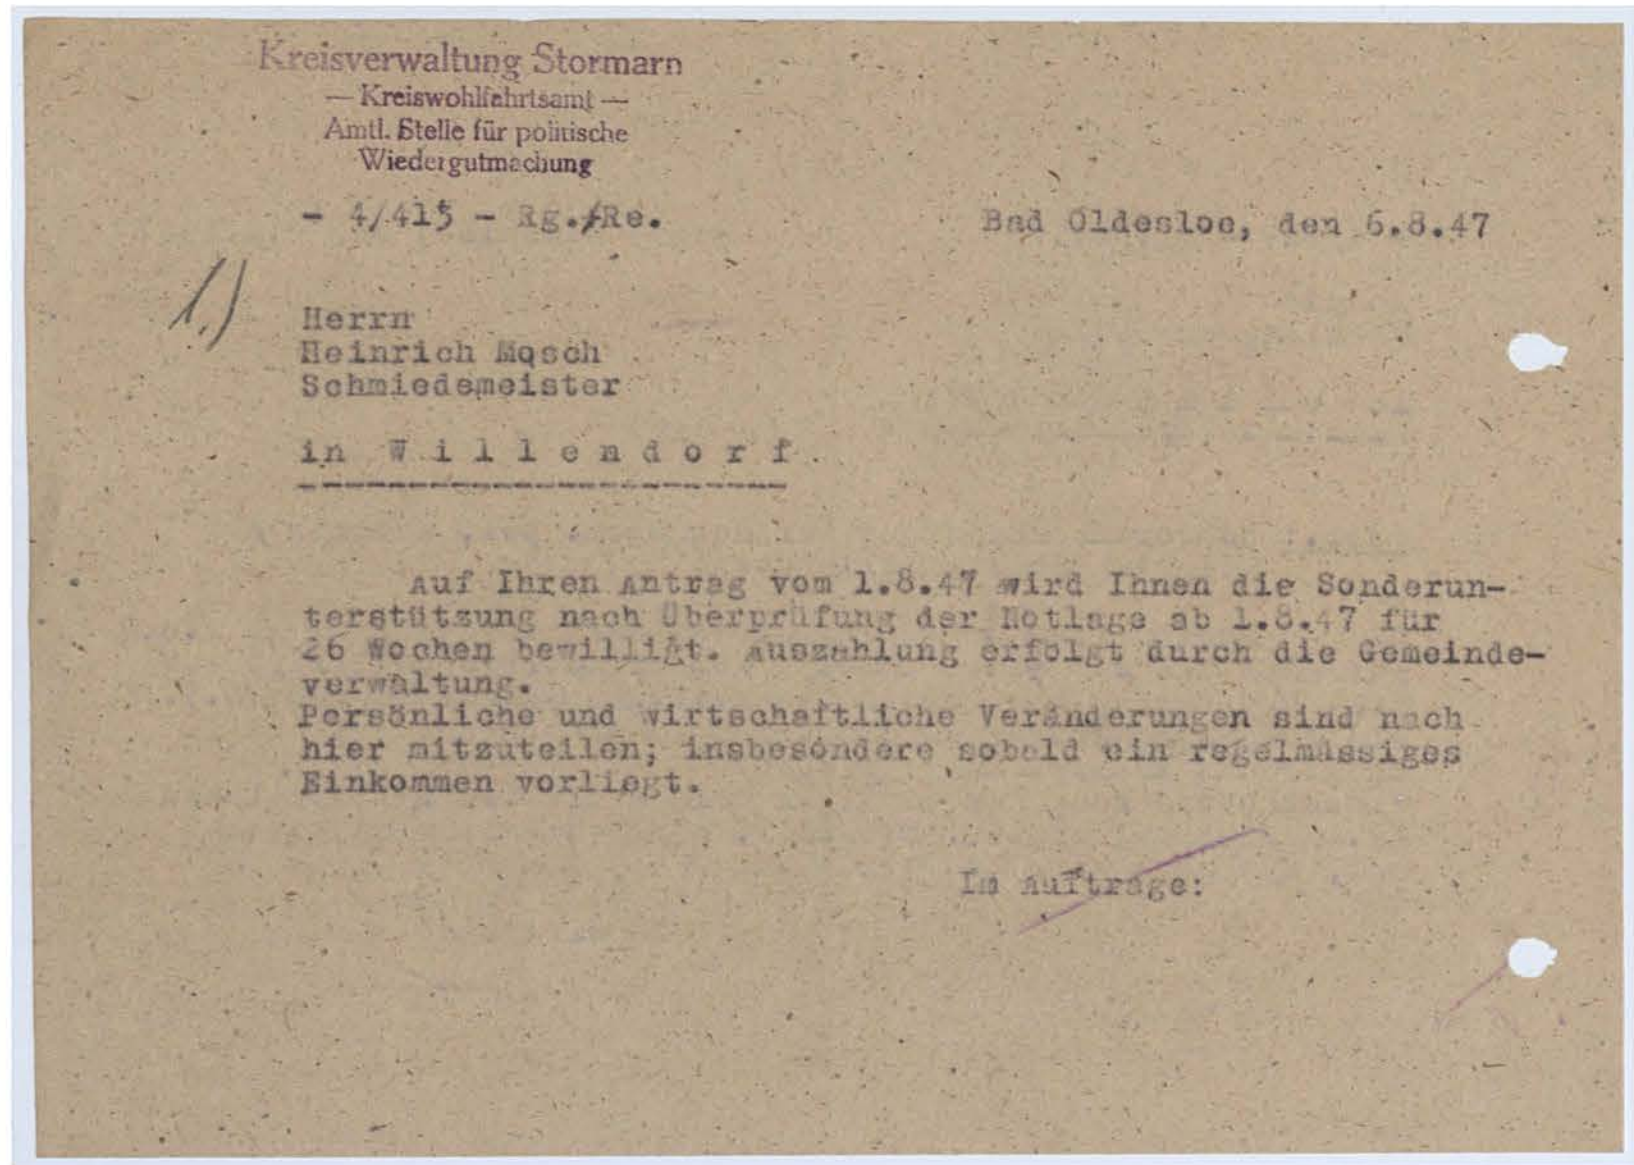 Kreisverwaltung Stormarn
— Kreiswohlfahrtsamt —
Amtl. Stelle für politische
Wiedergutmachung
- 4/415 - Rg./Re.
Bad Oldesloe, den 6.8.47
1.)
Herrn
Heinrich Mqsch
Schmiedemeister
in W i l l e n d o r f
Auf Ihren Antrag vom 1.8.47 wird Ihnen die Sonderun-
terstützung nach Überprüfung der Notlage ab 1.8.47 für
26 Wochen bewilligt. Auszahlung erfolgt durch die Gemeinde-
verwaltung.
Persönliche und wirtschaftliche Veränderungen sind nach
hier mitzuteilen; insbesondere sobald ein regelmässiges
Einkommen vorliegt.
Im Auftrage: